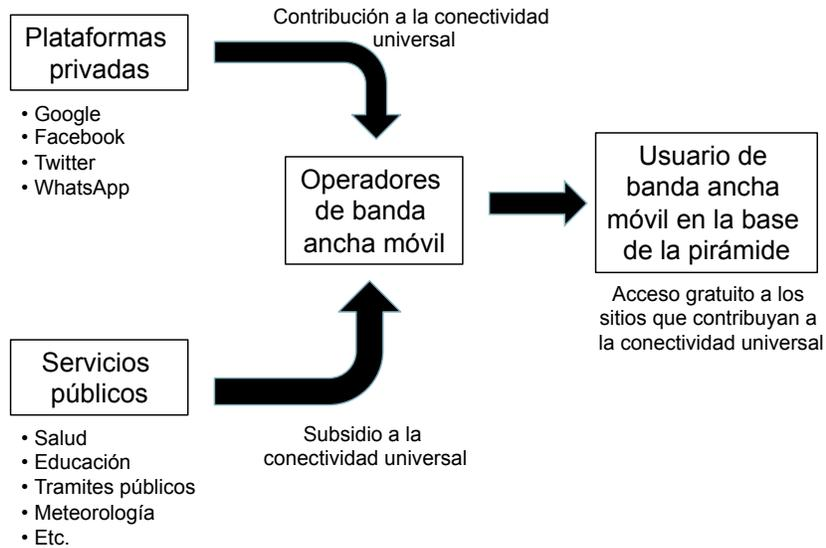 Plataformas
privadas
• Google
• Facebook
• Twitter
• WhatsApp
Contribución a la conectividad
universal
Operadores
de banda
ancha móvil
Usuario de
banda ancha
móvil en la base
de la pirámide
Acceso gratuito a los
sitios que contribuyan a
la conectividad universal
Servicios
públicos
• Salud
• Educación
• Tramites públicos
• Meteorología
• Etc.
Subsidio a la
conectividad universal